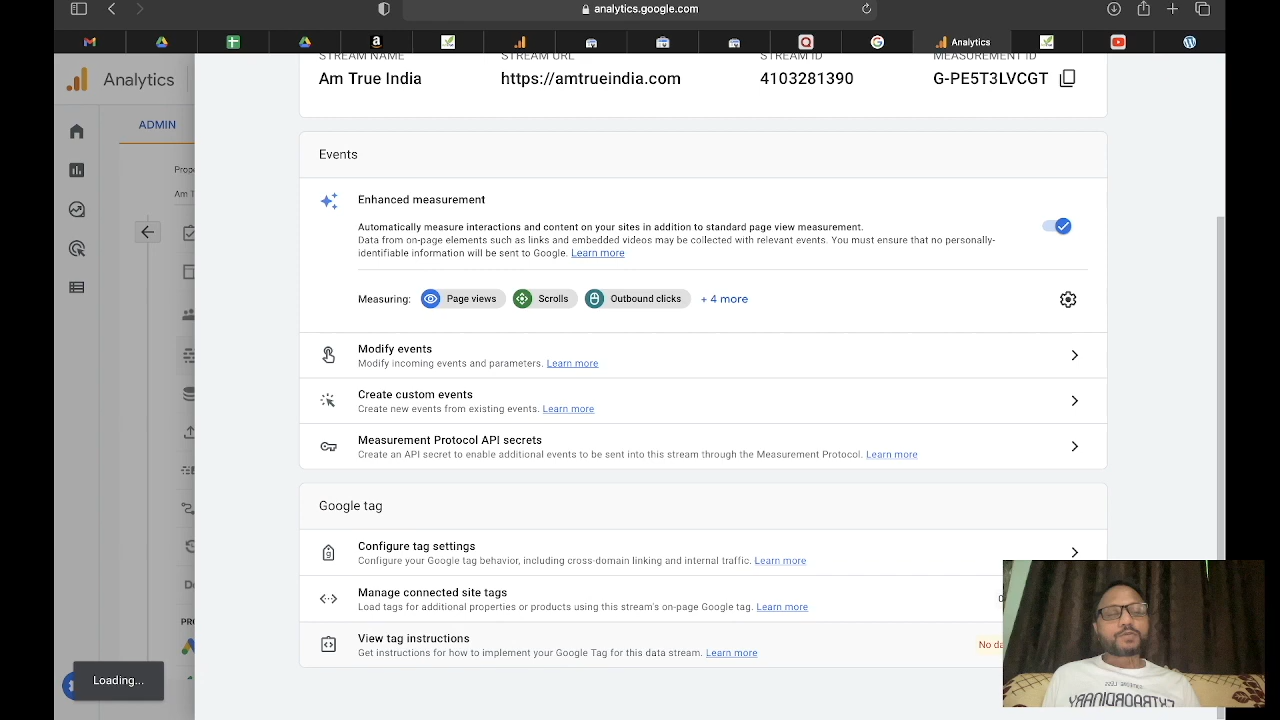 analytics.google.com
Analytics
Analytics
ADMIN
Am T
STREAM NAME
STREAM URL
STREAM ID
MEASUREMENT ID
Am True India
https://amtrueindia.com
4103281390
G-PE5T3LVCGT
Events
Enhanced measurement
Automatically measure interactions and content on your sites in addition to standard page view measurement.
Data from on-page elements such as links and embedded videos may be collected with relevant events. You must ensure that no personally-
identifiable information will be sent to Google. Learn more
Measuring:
Page views
Scrolls
Outbound clicks
+ 4 more
Modify events
Modify incoming events and parameters. Learn more
Create custom events
Create new events from existing events. Learn more
Measurement Protocol API secrets
Create an API secret to enable additional events to be sent into this stream through the Measurement Protocol. Learn more
Google tag
Configure tag settings
Configure your Google tag behavior, including cross-domain linking and internal traffic. Learn more
Manage connected site tags
Load tags for additional properties or products using this stream's on-page Google tag. Learn more
View tag instructions
Get instructions for how to implement your Google Tag for this data stream. Learn more
No da
Loading...
EXTRAORDINARY